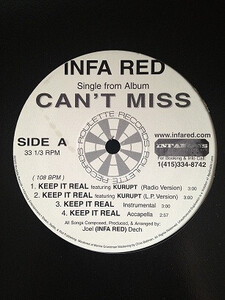 INFA RED
Single from Album
CAN'T MISS
ROULETTE RECORDS
SIDE A
33 1/3 RPM
www.infared.com
For Booking & Info Call:
1(415)334-8742
( 108 BPM )
1. KEEP IT REAL featuring KURUPT (Radio Version) 3:00
2. KEEP IT REAL featuring KURUPT (L.P. Version) 3:00
3. KEEP IT REAL Instrumental 3:00
4. KEEP IT REAL Accapella 2:57
All Songs Composed, Produced, & Arranged by:
Joel (INFA RED) Dech